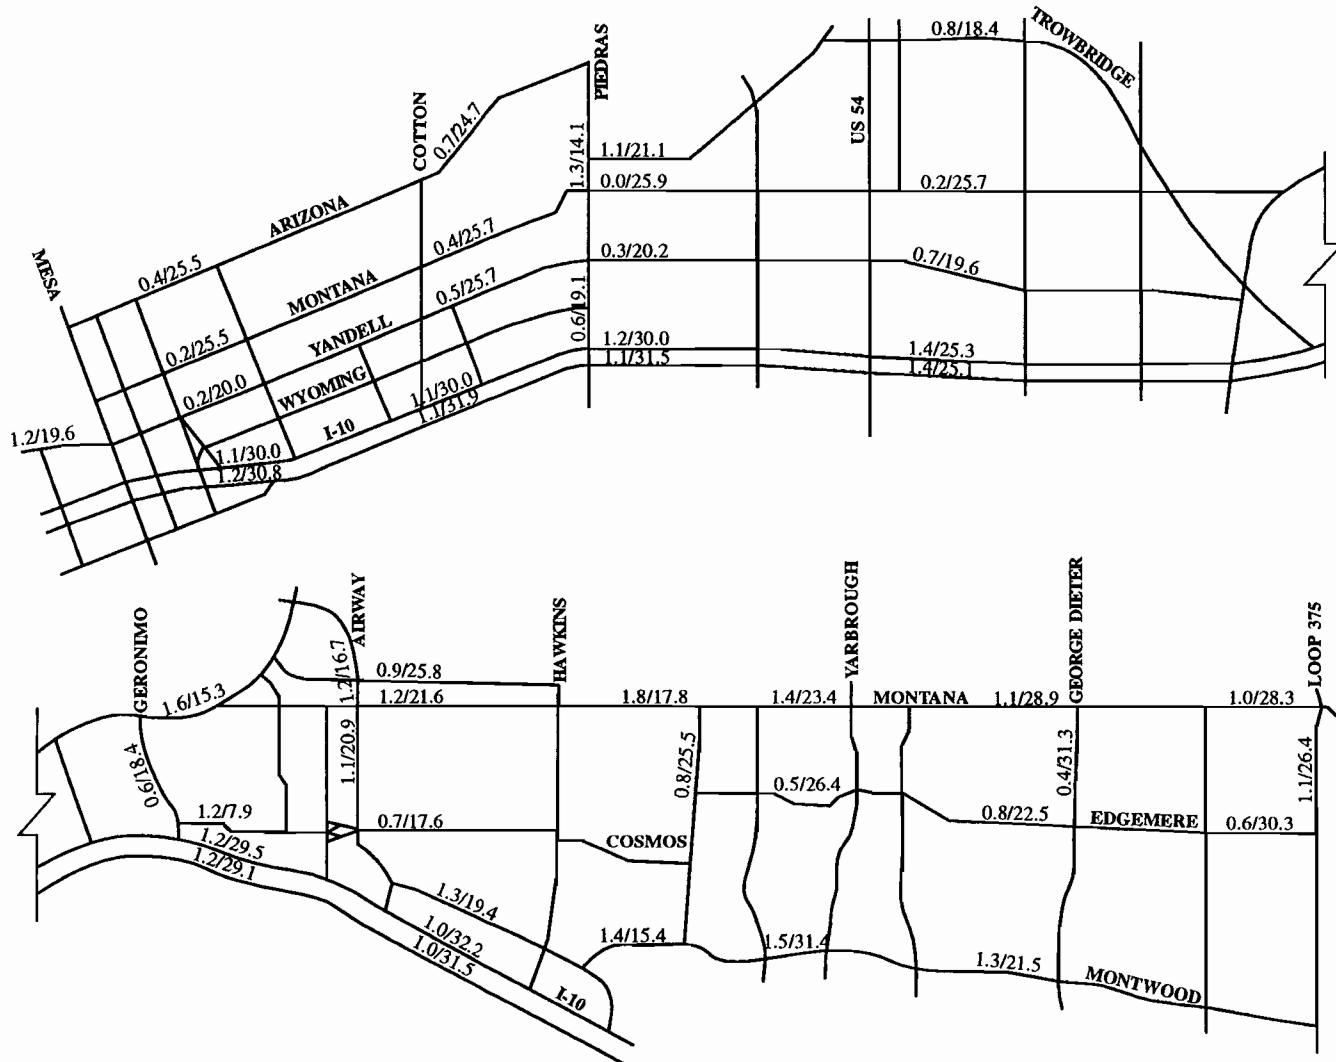 TROWBRIDGE
0.8/18.4
PIEDRAS
COTTON
0.7/24.7
US 54
1.3/14.1
1.1/21.1
0.0/25.9
0.2/25.7
ARIZONA
MESA
0.4/25.5
MONTANA
0.4/25.7
0.3/20.2
0.7/19.6
0.5/25.7
0.6/19.1
YANDELL
0.2/25.5
0.2/20.0
WYOMING
1.2/30.0
1.1/31.5
1.4/25.3
1.4/25.1
1.1/30.0
1.1/31.9
I-10
1.2/19.6
1.1/30.0
1.2/30.8
GERONIMO
AIRWAY
HAWKINS
YARBROUGH
GEORGE DIETER
LOOP 375
1.6/15.3
1.2/16.7
0.9/25.8
1.2/21.6
1.8/17.8
1.4/23.4
MONTANA
1.1/28.9
1.0/28.3
0.6/18.4
1.1/20.9
0.8/25.5
0.4/31.3
1.1/26.4
0.5/26.4
1.2/7.9
0.7/17.6
COSMOS
0.8/22.5
EDGEMERE
0.6/30.3
1.2/29.5
1.2/29.1
1.3/19.4
1.0/32.2
1.0/31.5
1.4/15.4
1.5/31.4
1.3/21.5
MONTWOOD
I-10